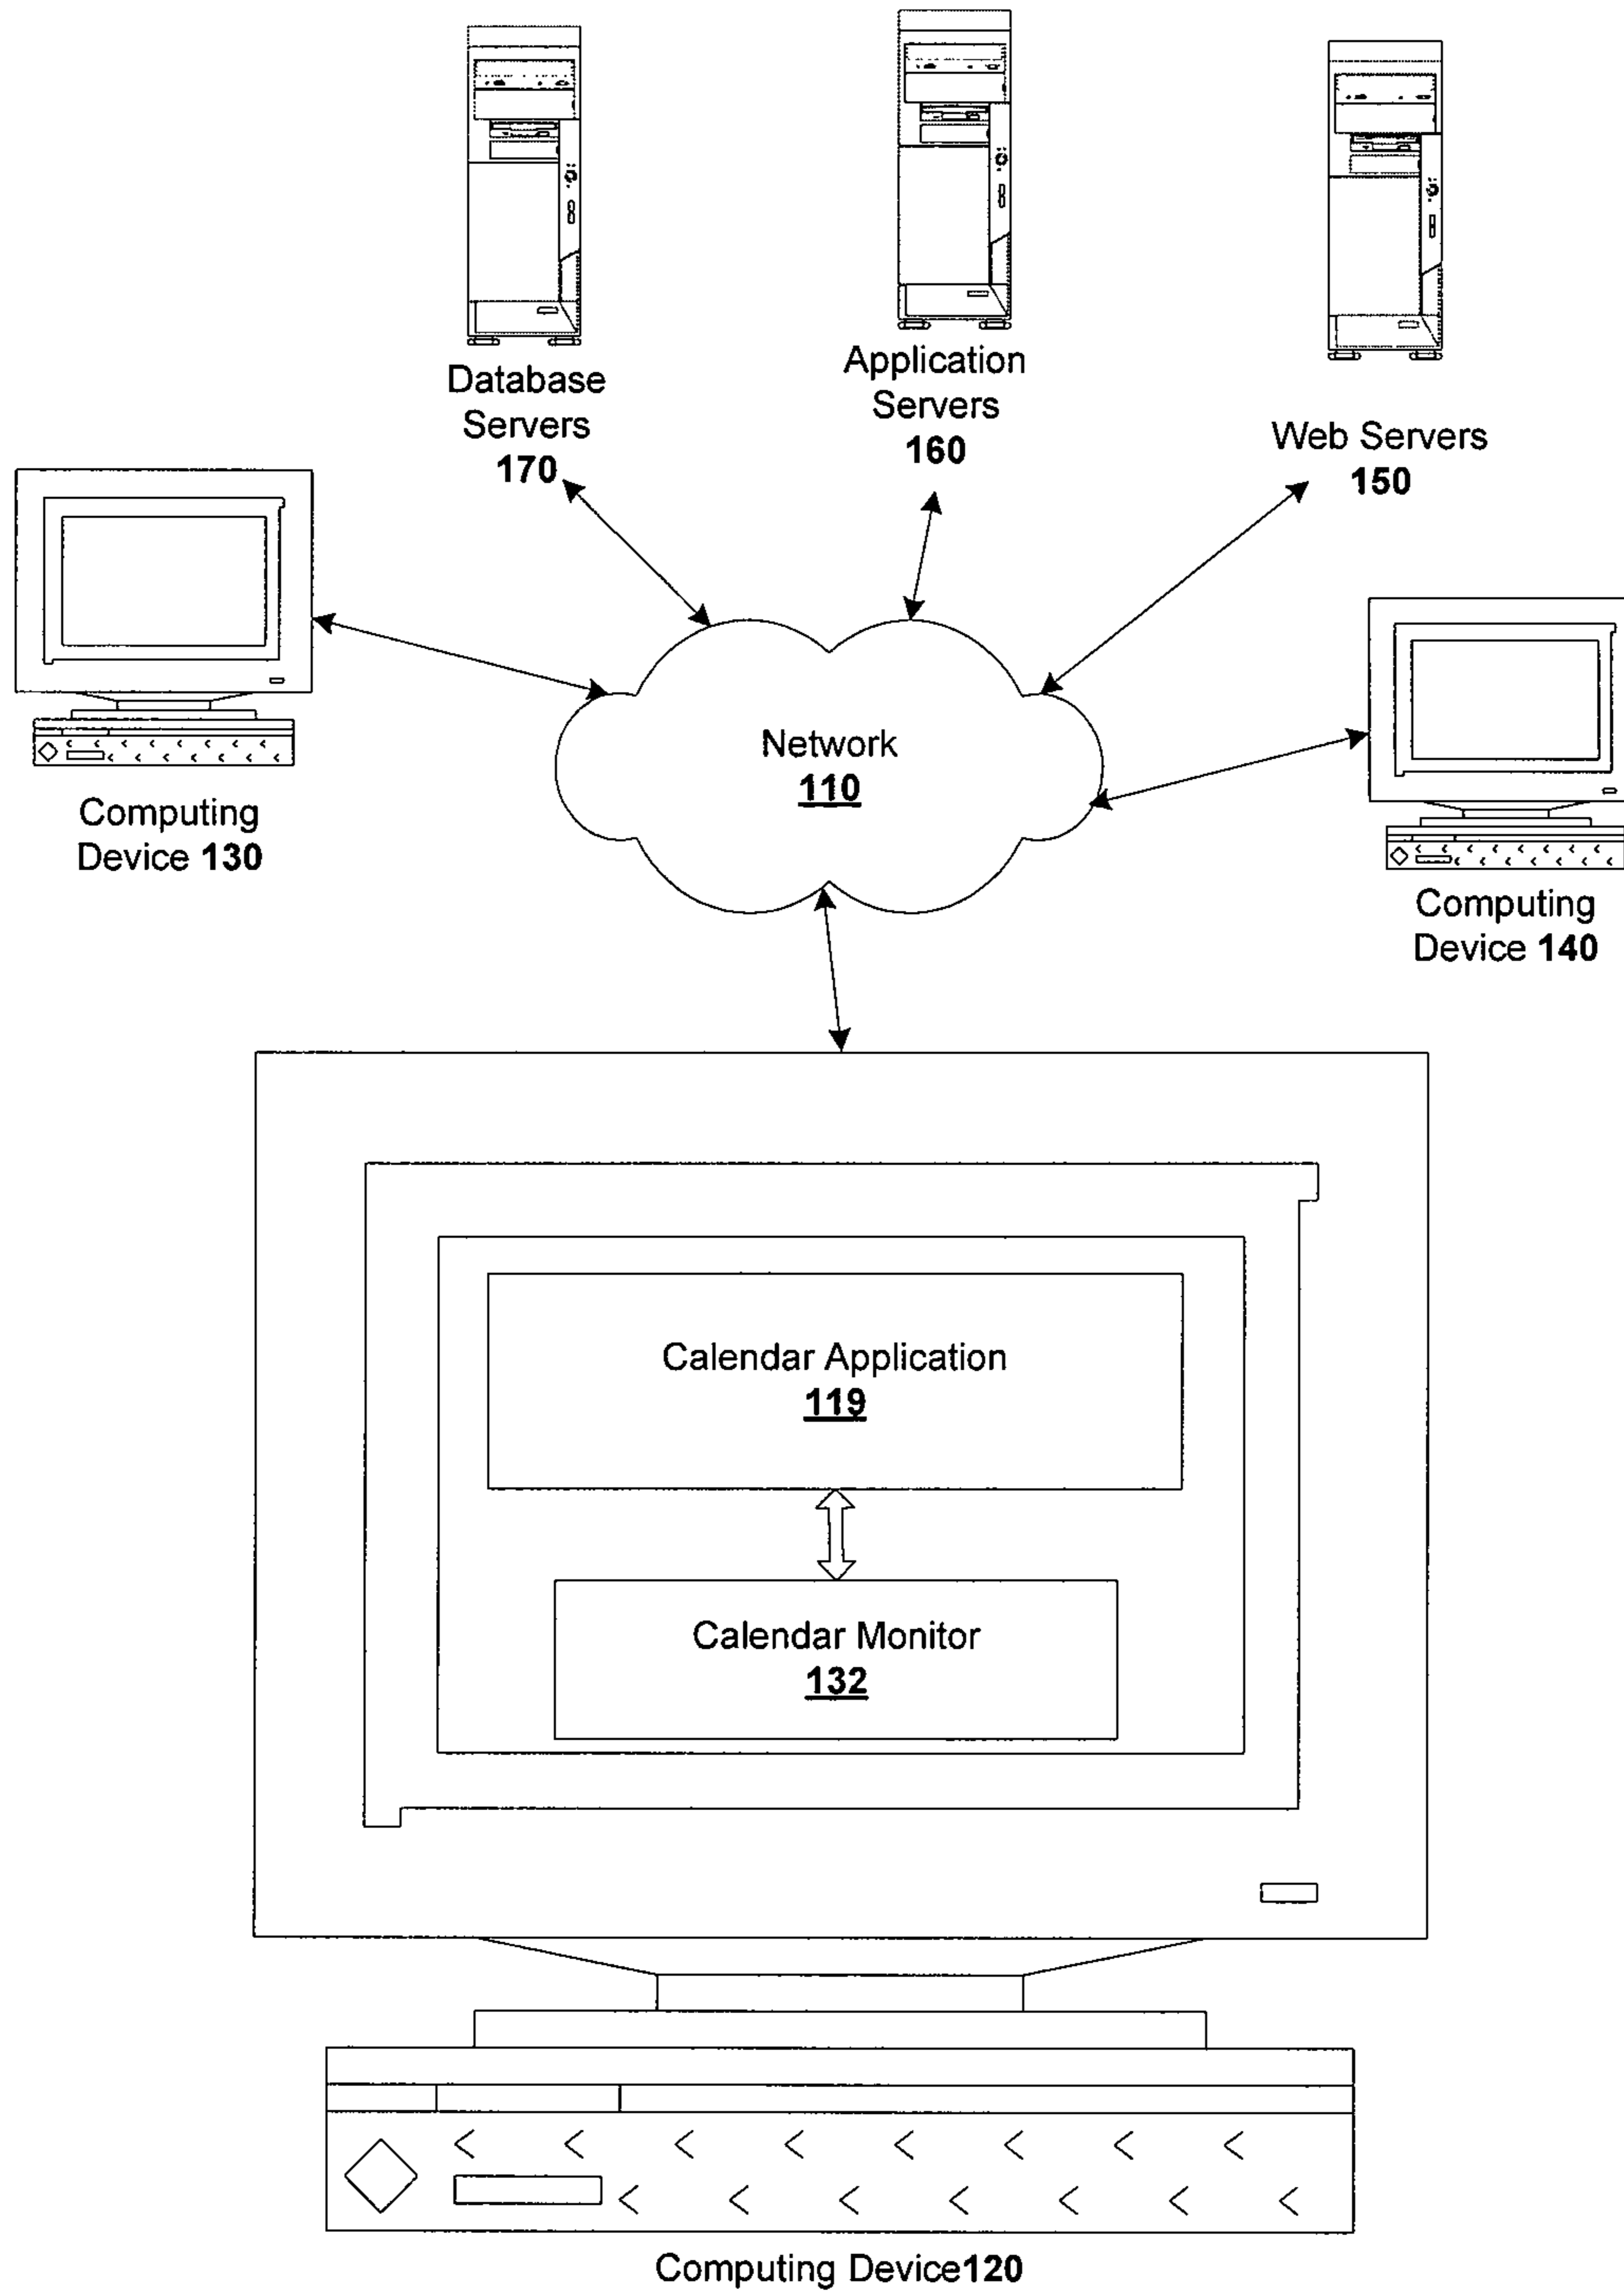 Database
Servers
170
Application
Servers
160
Web Servers
150
Network
110
Computing
Device 130
Computing
Device 140
Calendar Application
119
Calendar Monitor
132
Computing Device120